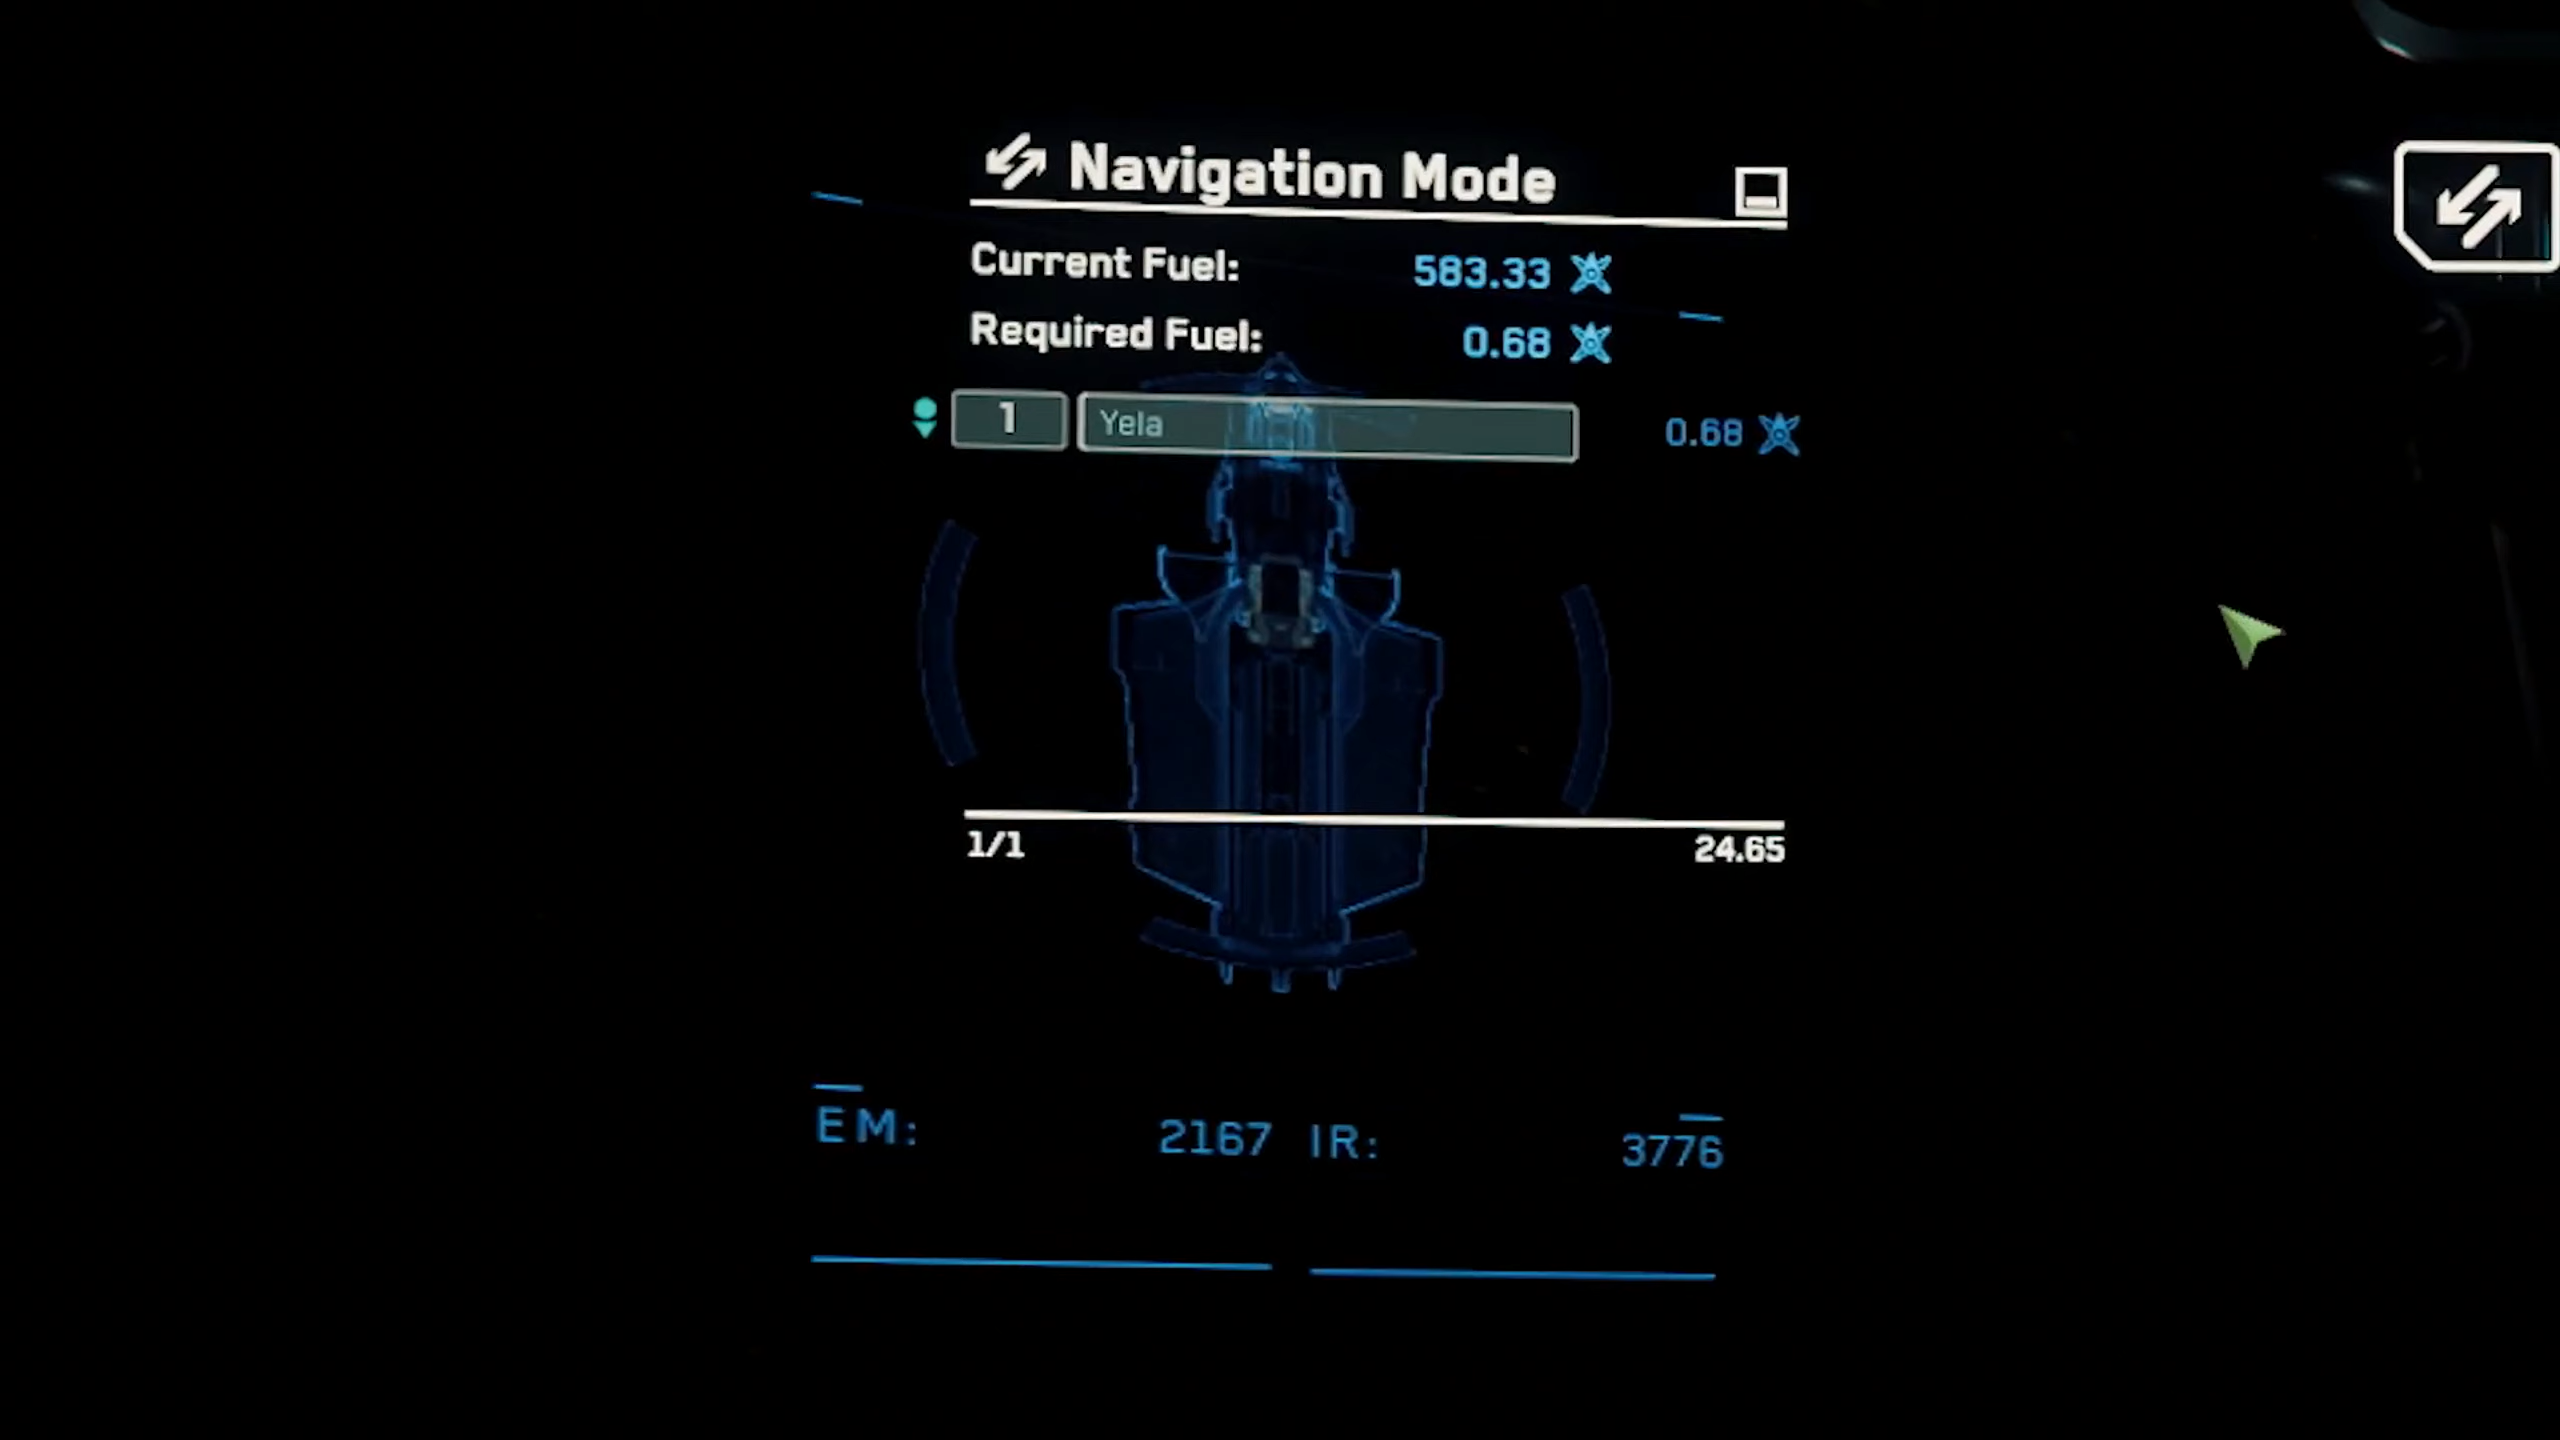 Navigation Mode
Current Fuel: 583.33
Required Fuel: 0.68
1 Yela 0.68
1/1 24.65
EM: 2167 IR: 3776